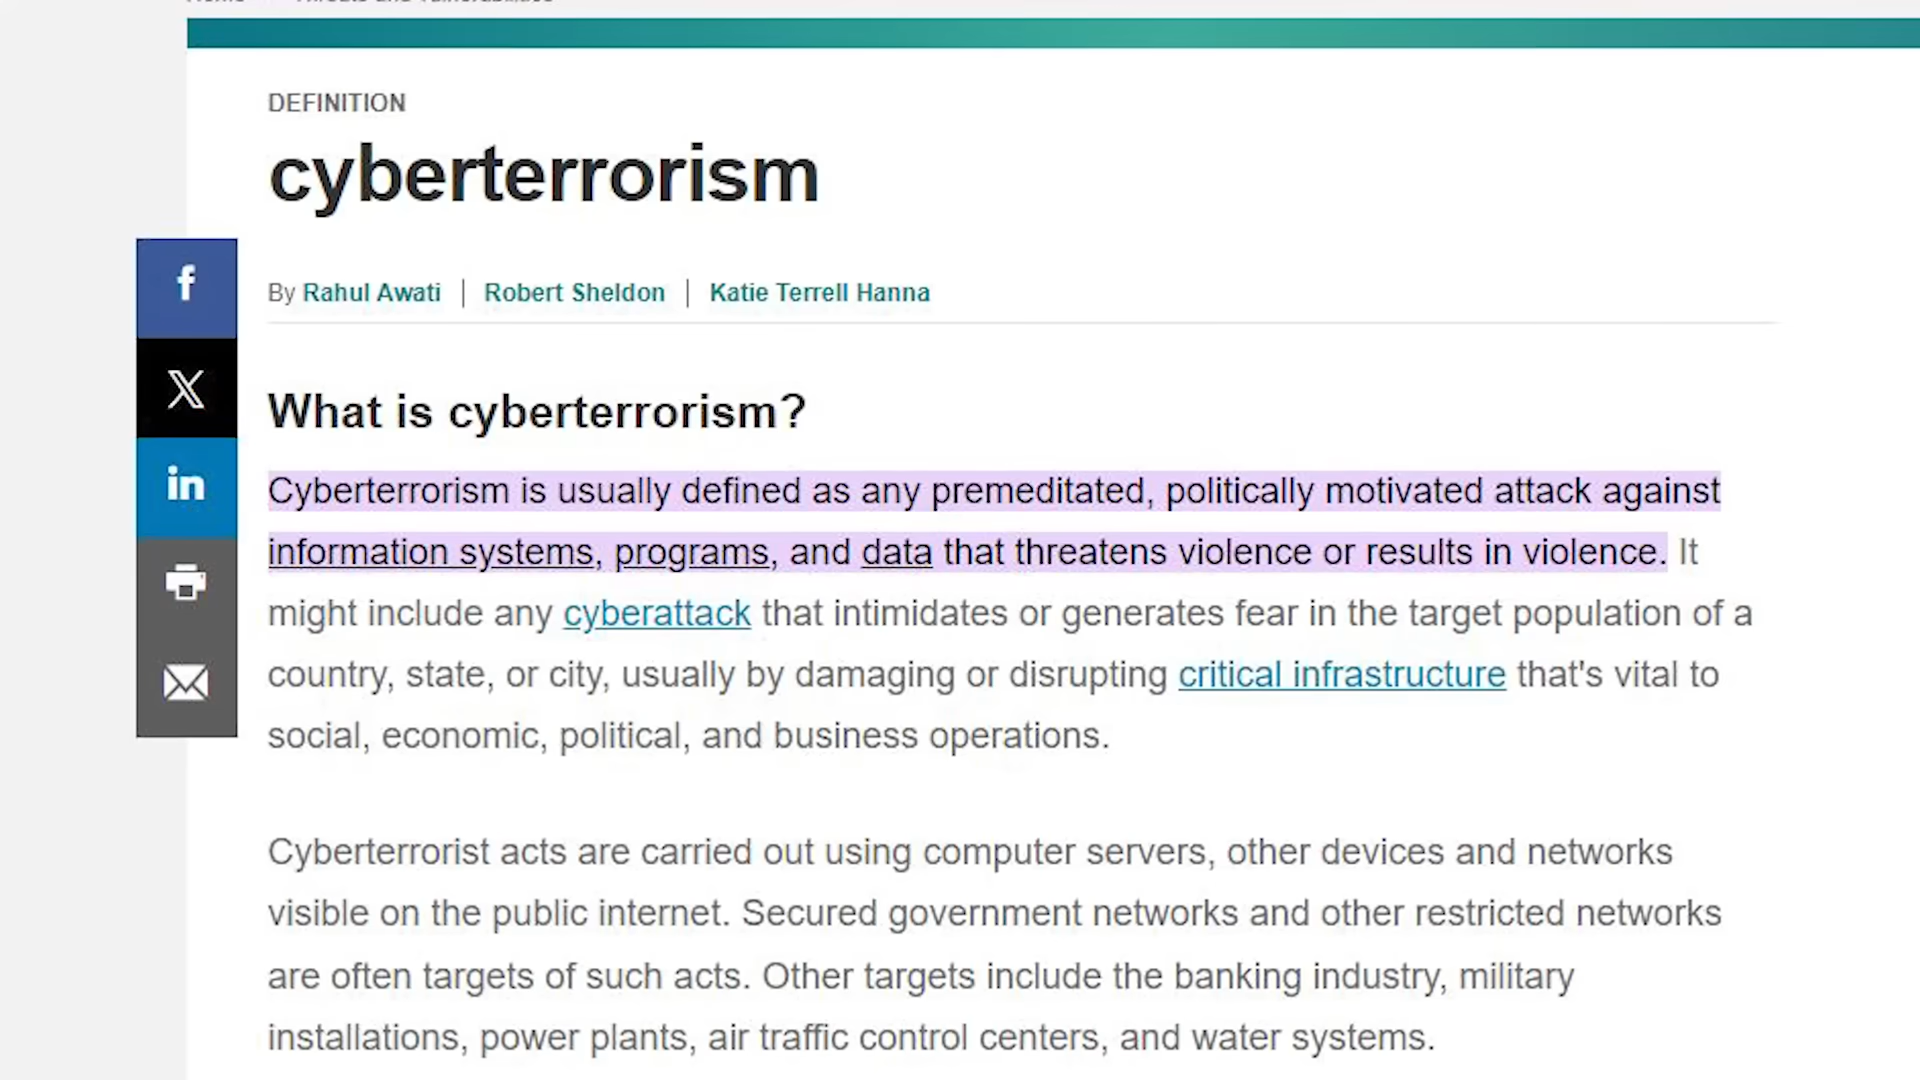 DEFINITION
cyberterrorism
By Rahul Awati | Robert Sheldon | Katie Terrell Hanna
What is cyberterrorism?
Cyberterrorism is usually defined as any premeditated, politically motivated attack against
information systems, programs, and data that threatens violence or results in violence. It
might include any cyberattack that intimidates or generates fear in the target population of a
country, state, or city, usually by damaging or disrupting critical infrastructure that's vital to
social, economic, political, and business operations.
Cyberterrorist acts are carried out using computer servers, other devices and networks
visible on the public internet. Secured government networks and other restricted networks
are often targets of such acts. Other targets include the banking industry, military
installations, power plants, air traffic control centers, and water systems.